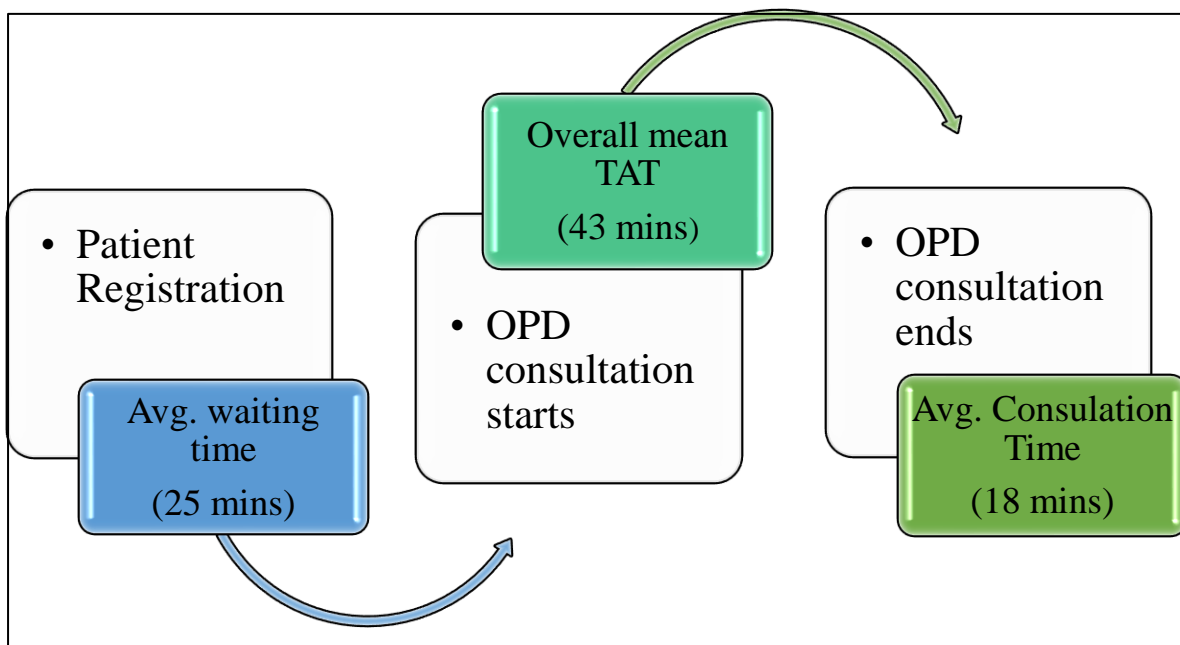 • Patient
Registration
Avg. waiting
time
(25 mins)
Overall mean
TAT
(43 mins)
• OPD
consultation
starts
• OPD
consultation
ends
Avg. Consulation
Time
(18 mins)